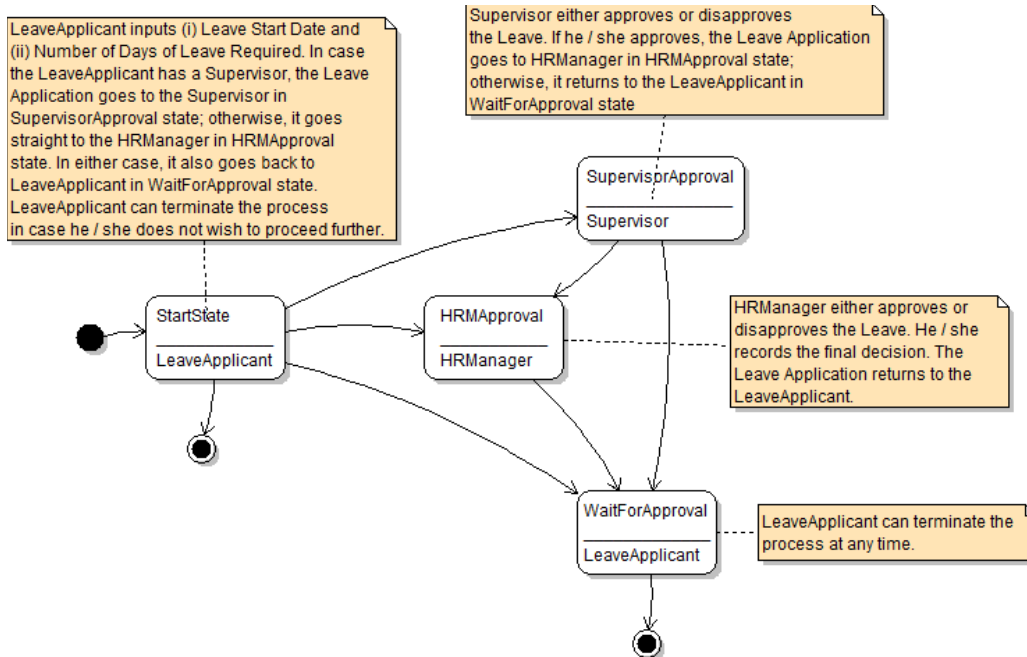 LeaveApplicant inputs (i) Leave Start Date and
(ii) Number of Days of Leave Required. In case
the LeaveApplicant has a Supervisor, the Leave
Application goes to the Supervisor in
SupervisorApproval state; otherwise, it goes
straight to the HRManager in HRMApproval
state. In either case, it also goes back to
LeaveApplicant in WaitForApproval state.
LeaveApplicant can terminate the process
in case he / she does not wish to proceed further.
Supervisor either approves or disapproves
the Leave. If he / she approves, the Leave Application
goes to HRManager in HRMApproval state;
otherwise, it returns to the LeaveApplicant in
WaitForApproval state
SupervisorApproval
Supervisor
StartState
LeaveApplicant
HRMApproval
HRManager
HRManager either approves or
disapproves the Leave. He / she
records the final decision. The
Leave Application returns to the
LeaveApplicant.
WaitForApproval
LeaveApplicant
LeaveApplicant can terminate the
process at any time.